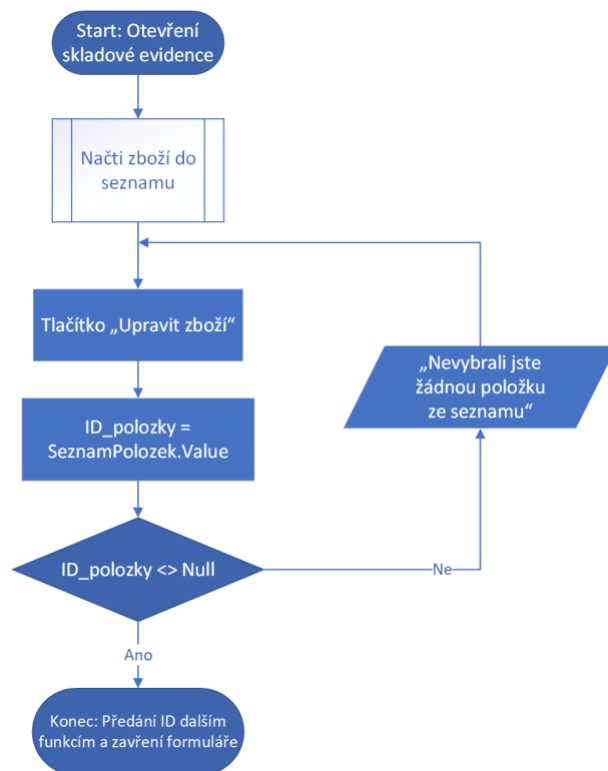 Start: Otevření
skladové evidence
Načti zboží do
seznamu
Tlačítko „Upravit zboží“
„Nevybrali jste
žádnou položku
ze seznamu“
ID_polozky =
SeznamPolozek.Value
ID_polozky <> Null
Ne
Ano
Konec: Předání ID dalším
funkcím a zavření formuláře